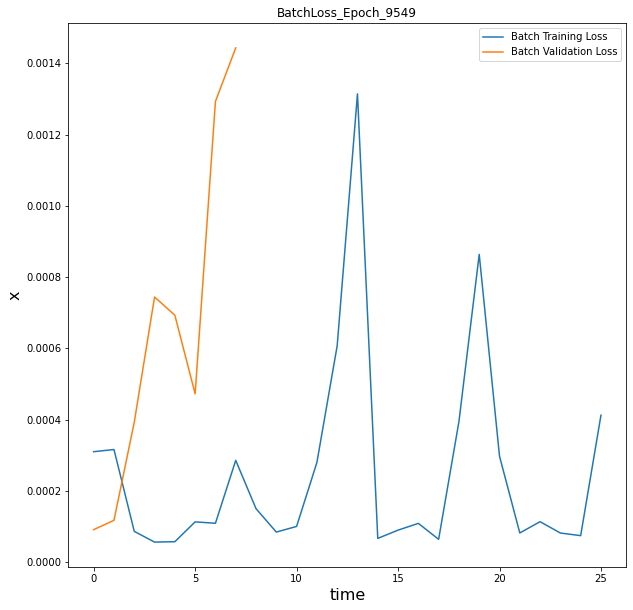 BatchLoss_Epoch_9549
Batch Training Loss
Batch Validation Loss
0.0014
0.0012
0.0010
0.0008
0.0006
0.0004
0.0002
0.0000
x
0 5 10 15 20 25
time